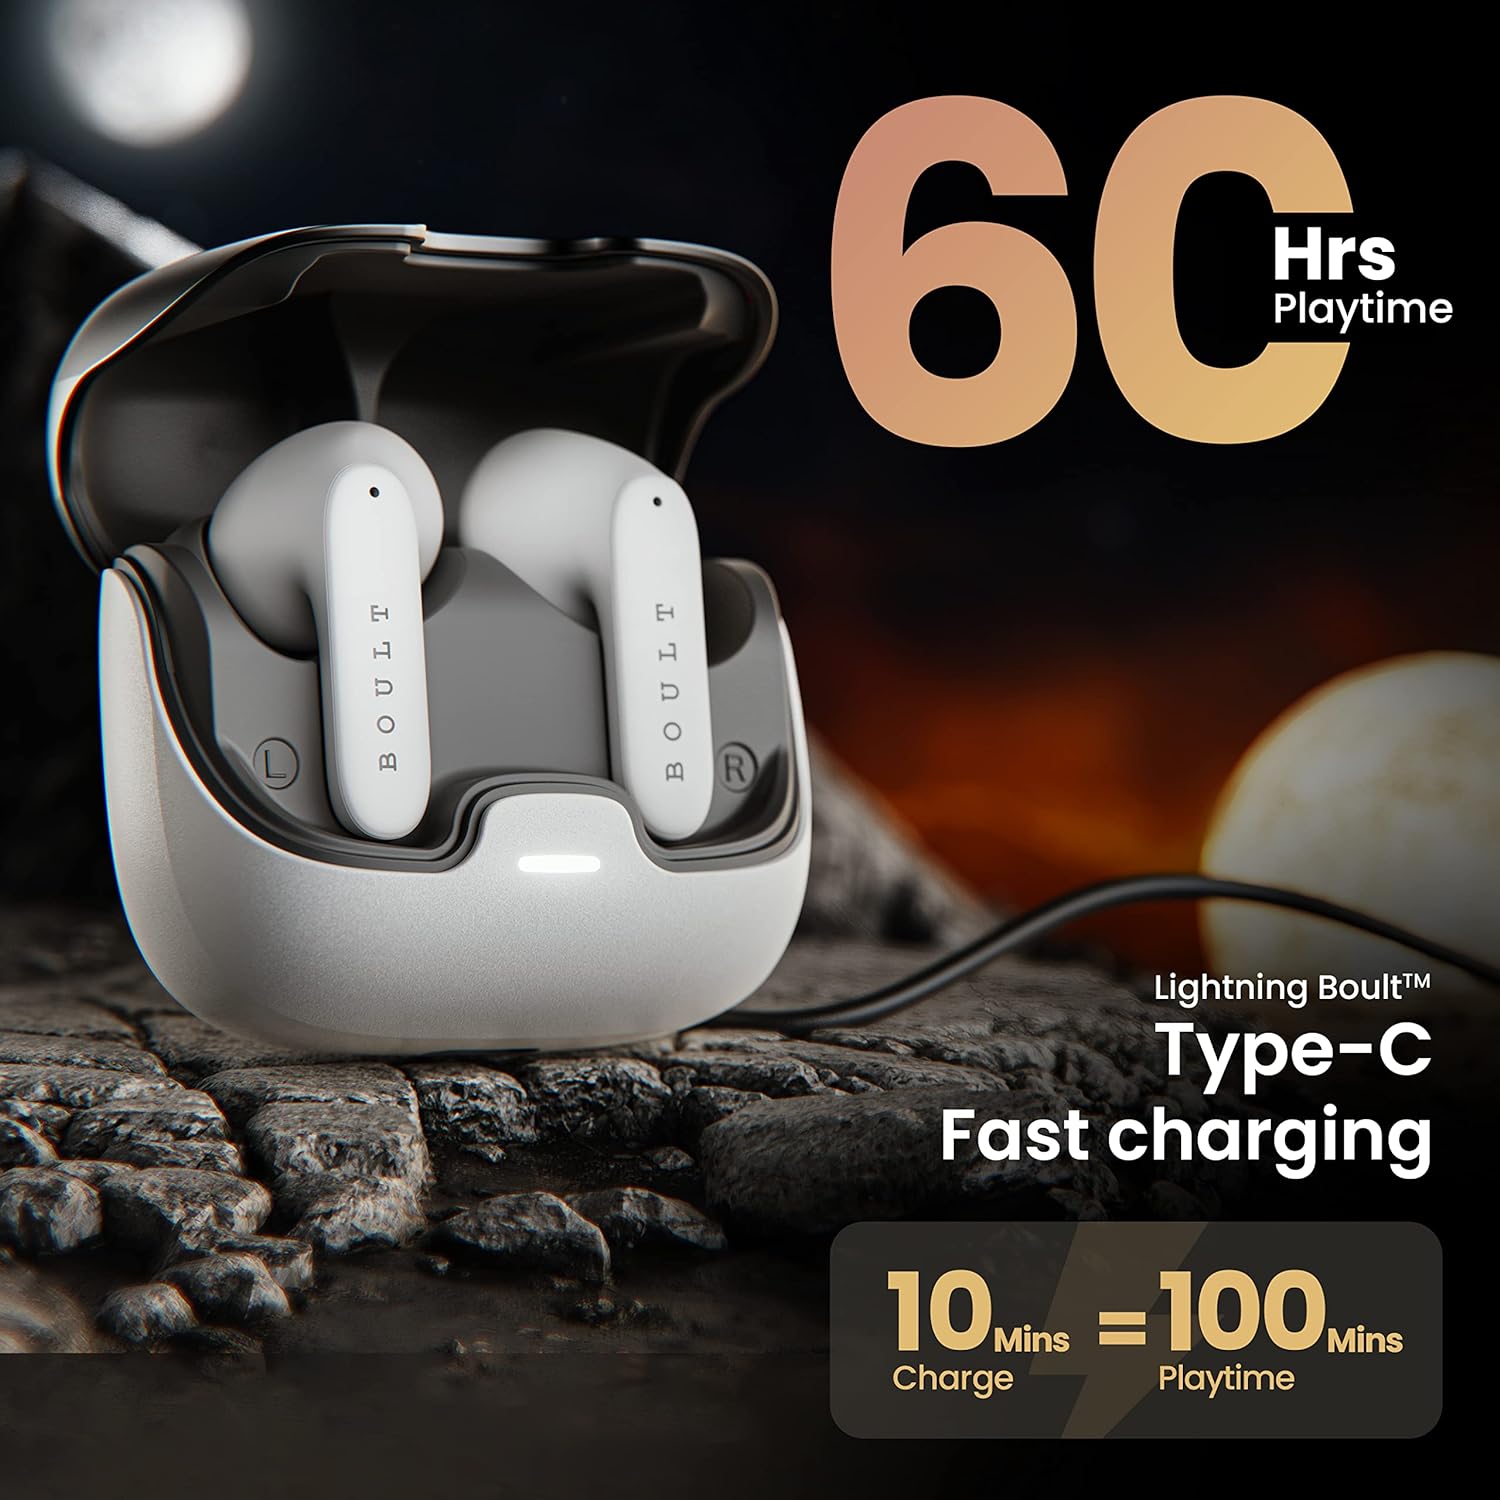 60
Hrs
Playtime
BOULT
BOULT
L
R
Lightning Boult™
Type-C
Fast charging
10 Mins = 100 Mins
Charge Playtime